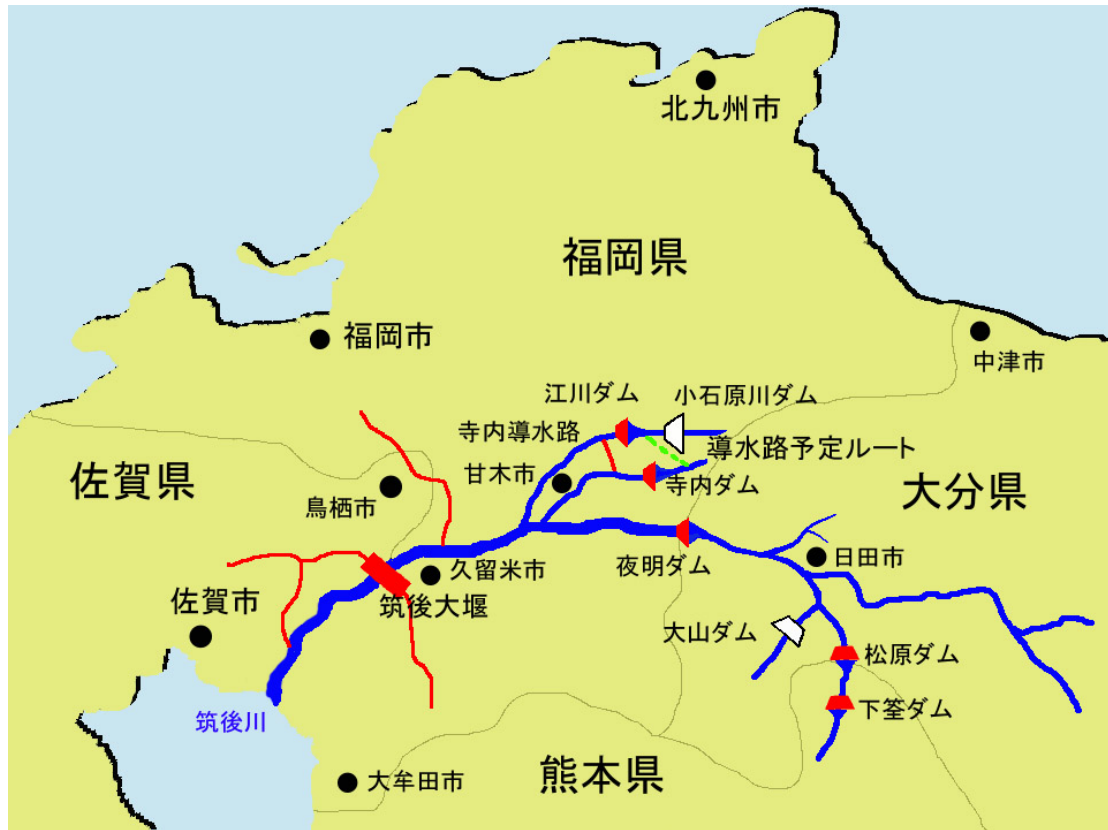 北九州市
福岡県
福岡市
中津市
江川ダム
小石原川ダム
寺内導水路
導水路予定ルート
佐賀県
甘木市
寺内ダム
大分県
鳥栖市
久留米市
夜明ダム
日田市
筑後大堰
佐賀市
大山ダム
松原ダム
下筌ダム
筑後川
大牟田市
熊本県